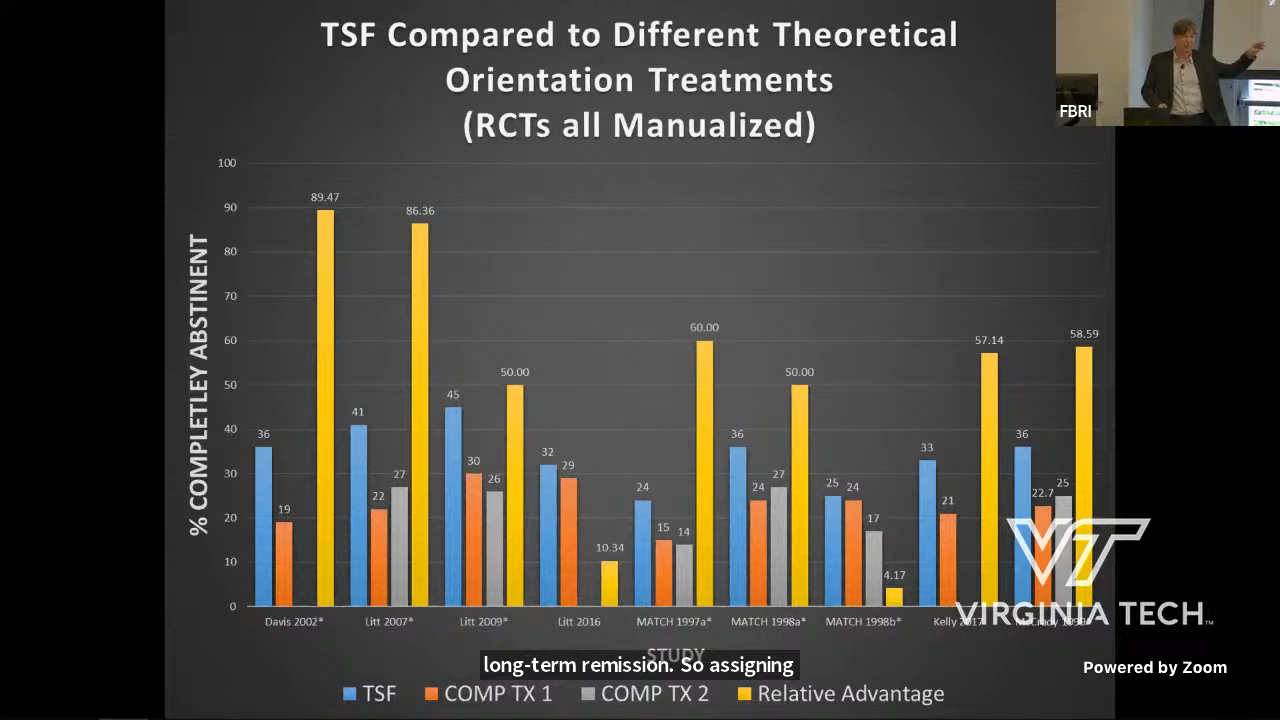 TSF Compared to Different Theoretical
Orientation Treatments
(RCTs all Manualized)
FBRI
% COMPLETLEY ABSTINENT
100
90
80
70
60
50
40
30
20
10
0
36
19
89.47
41
22
27
86.36
45
30
26
50.00
32
29
10.34
24
15
14
60.00
36
24
27
50.00
25
24
17
4.17
33
21
57.14
36
22.7
25
58.59
Davis 2002*
Litt 2007*
Litt 2009*
Litt 2016
MATCH 1997a*
MATCH 1998a*
MATCH 1998b*
Kelly 2017
VT
VIRGINIA TECH™
STUDY
long-term remission. So assigning
Powered by Zoom
TSF
COMP TX 1
COMP TX 2
Relative Advantage